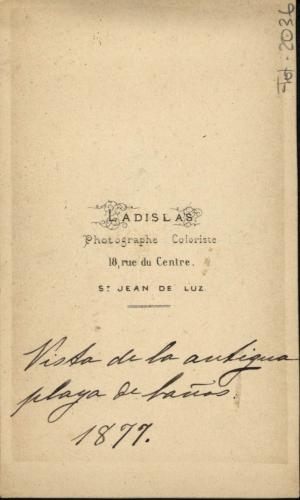 Fot-2036
LADISLAS
Photographe Coloriste
18, rue du Centre.
ST JEAN DE LUZ.
Vista de la antigua
playa de baños.
1877.